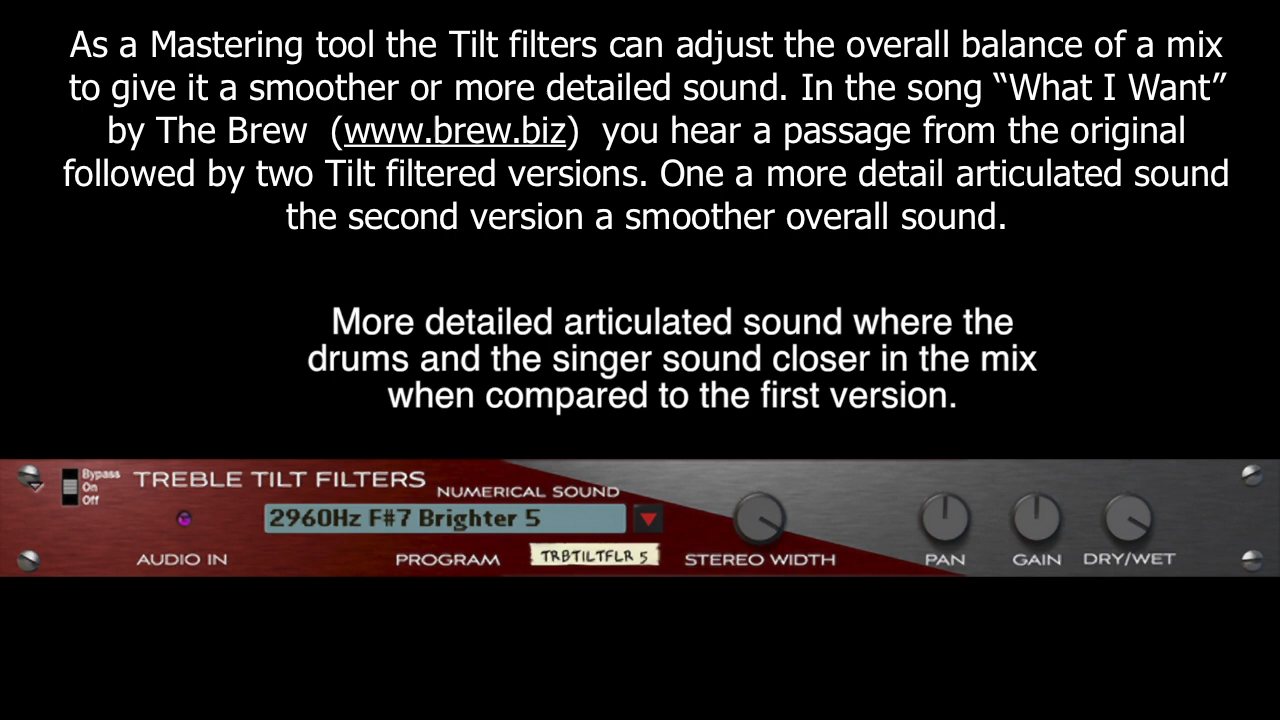 As a Mastering tool the Tilt filters can adjust the overall balance of a mix
to give it a smoother or more detailed sound. In the song “What I Want”
by The Brew (www.brew.biz) you hear a passage from the original
followed by two Tilt filtered versions. One a more detail articulated sound
the second version a smoother overall sound.
More detailed articulated sound where the
drums and the singer sound closer in the mix
when compared to the first version.
Bypass
On
Off
TREBLE TILT FILTERS
NUMERICAL SOUND
2960Hz F#7 Brighter 5
AUDIO IN
PROGRAM
TRBTILTFLR 5
STEREO WIDTH
PAN
GAIN
DRY/WET